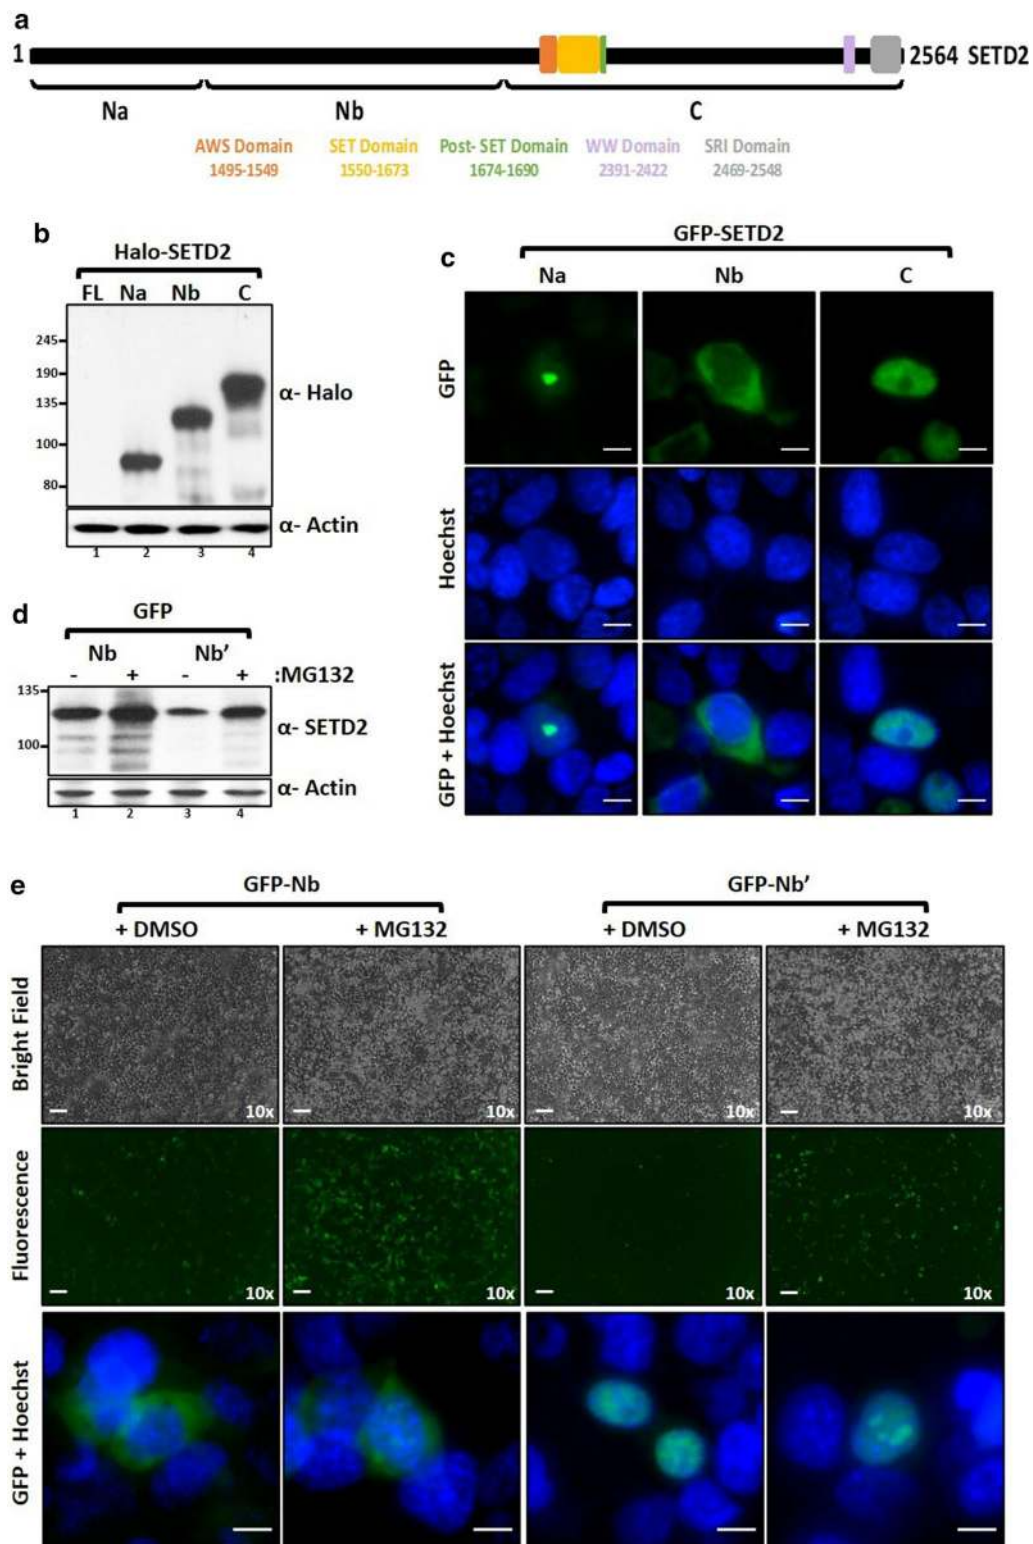 a
1
2564 SETD2
Na
Nb
C
AWS Domain SET Domain Post- SET Domain WW Domain SRI Domain
1495-1549 1550-1673 1674-1690 2391-2422 2469-2548
b
Halo-SETD2
FL Na Nb C
245
190
135
100
80
α- Halo
α- Actin
1 2 3 4
c
GFP-SETD2
Na Nb C
GFP
Hoechst
GFP + Hoechst
d
GFP
Nb Nb’
- + - + :MG132
135
100
α- SETD2
α- Actin
1 2 3 4
e
GFP-Nb GFP-Nb’
+ DMSO + MG132 + DMSO + MG132
Bright Field
10x 10x 10x 10x
Fluorescence
10x 10x 10x 10x
GFP + Hoechst